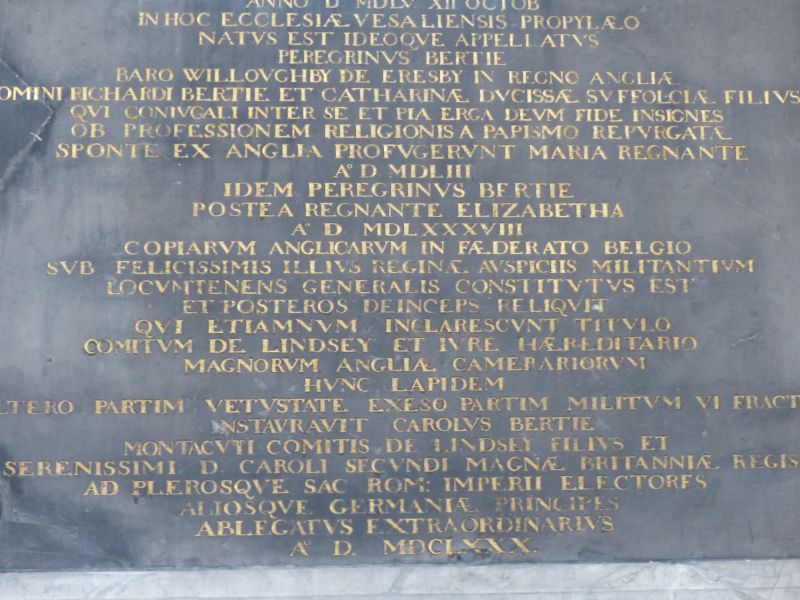 ANNO D MDLV XII OCTOB
IN HOC ECCLESIÆ VESALIENSIS PROPYLÆO
NATVS EST IDEOQVE APPELLATVS
PEREGRINVS BERTIE
BARO WILLOVGHBY DE ERESBY IN REGNO ANGLIÆ
OMINI RICHARDI BERTIE ET CATHARINÆ DVCISSÆ SVFFOLCIÆ FILIVS
QVI CONIVGALI INTER SE ET PIA ERGA DEVM FIDE INSIGNES
OB PROFESSIONEM RELIGIONIS A PAPISMO REPVRGATÆ
SPONTE EX ANGLIA PROFVGERVNT MARIA REGNANTE
Aº D MDLIII
IDEM PEREGRINVS BERTIE
POSTEA REGNANTE ELIZABETHA
Aº D MDLXXXVIII
COPIARVM ANGLICARVM IN FÆDERATO BELGIO
SVB FELICISSIMIS ILLIVS REGINÆ AVSPICIIS MILITANTIVM
LOCVMTENENS GENERALIS CONSTITVTVS EST
ET POSTEROS DEINCEPS RELIQVIT
QVI ETIAMNVM INCLARESCVNT TITVLO
COMITVM DE LINDSEY ET IVRE HÆREDITARIO
MAGNORVM ANGLIÆ CAMERARIORVM
HVNC LAPIDEM
LTERO PARTIM VETVSTATE EXESO PARTIM MILITVM VI FRACT
INSTAVRAVIT CAROLVS BERTIE
MONTACVTI COMITIS DE LINDSEY FILIVS ET
SERENISSIMI D. CAROLI SECVNDI MAGNÆ BRITANNIÆ REGIS
AD PLEROSQVE SAC ROM: IMPERII ELECTORES
ALIOSQVE GERMANIÆ PRINCIPES
ABLEGATVS EXTRAORDINARIVS
Aº D. MDCLXXX.